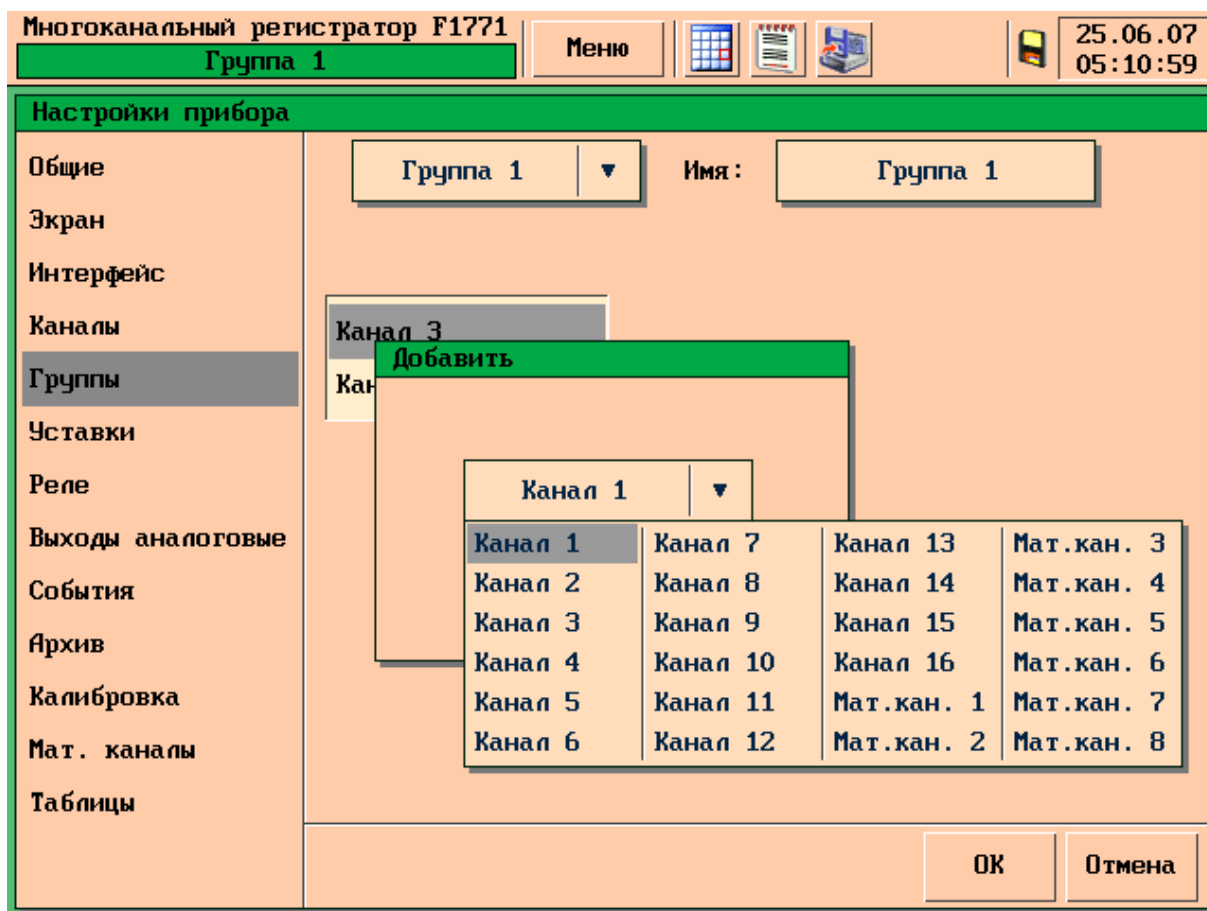 Многоканальный регистратор F1771
Группа 1
Меню
25.06.07
05:10:59
Настройки прибора
Общие
Экран
Интерфейс
Каналы
Группы
Уставки
Реле
Выходы аналоговые
События
Архив
Калибровка
Мат. каналы
Таблицы
Группа 1 ▼
Имя:
Группа 1
Канал 3
Добавить
Канал 1 ▼
Канал 1 Канал 7 Канал 13 Мат.кан. 3
Канал 2 Канал 8 Канал 14 Мат.кан. 4
Канал 3 Канал 9 Канал 15 Мат.кан. 5
Канал 4 Канал 10 Канал 16 Мат.кан. 6
Канал 5 Канал 11 Мат.кан. 1 Мат.кан. 7
Канал 6 Канал 12 Мат.кан. 2 Мат.кан. 8
ОК
Отмена